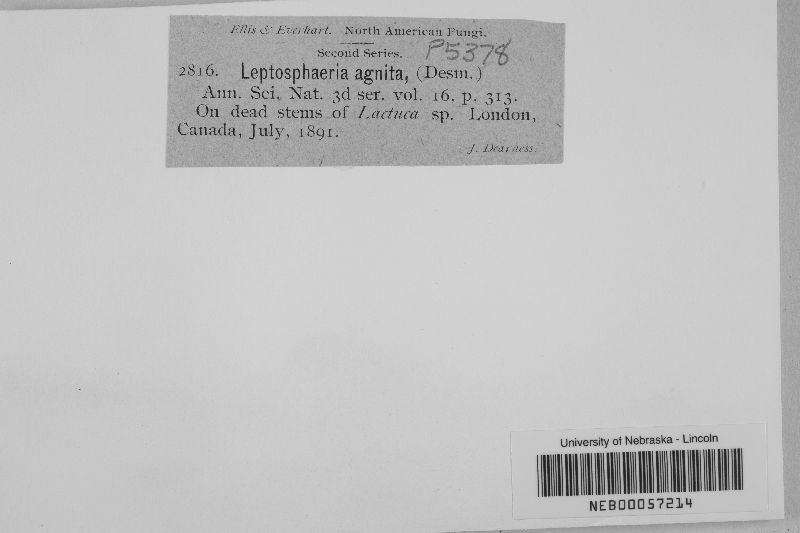 Ellis & Everhart. North American Fungi.
Second Series. P5378
2816. Leptosphaeria agnita, (Desm.)
Ann. Sci. Nat. 3d ser. vol. 16, p. 313.
On dead stems of Lactuca sp. London,
Canada, July, 1891.
J. Dearness.
University of Nebraska - Lincoln
NEB00057214